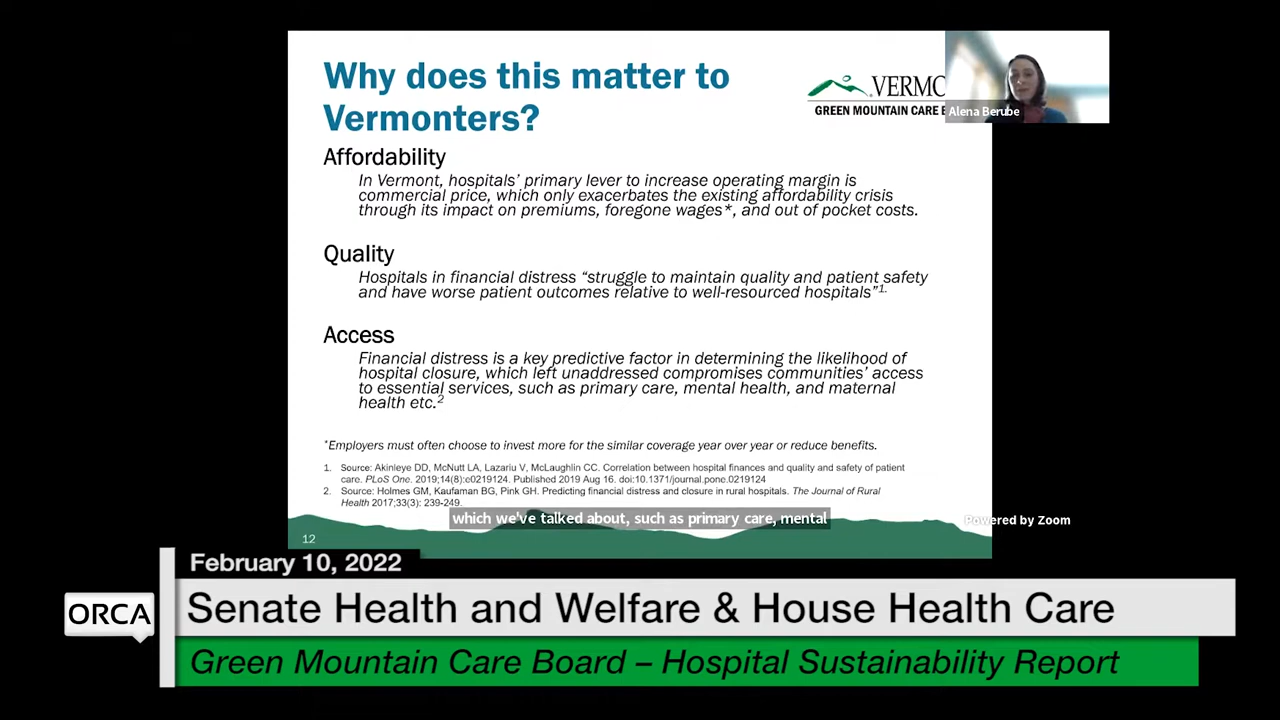 Why does this matter to
Vermonters?
VERMO
GREEN MOUNTAIN CARE
Alena Berube
Affordability
In Vermont, hospitals' primary lever to increase operating margin is
commercial price, which only exacerbates the existing affordability crisis
through its impact on premiums, foregone wages*, and out of pocket costs.
Quality
Hospitals in financial distress “struggle to maintain quality and patient safety
and have worse patient outcomes relative to well-resourced hospitals”1.
Access
Financial distress is a key predictive factor in determining the likelihood of
hospital closure, which left unaddressed compromises communities' access
to essential services, such as primary care, mental health, and maternal
health etc.2
*Employers must often choose to invest more for the similar coverage year over year or reduce benefits.
1. Source: Akinleye DD, McNutt LA, Lazariu V, McLaughlin CC. Correlation between hospital finances and quality and safety of patient
care. PLoS One. 2019;14(8):e0219124. Published 2019 Aug 16. doi:10.1371/journal.pone.0219124
2. Source: Holmes GM, Kaufaman BG, Pink GH. Predicting financial distress and closure in rural hospitals. The Journal of Rural
Health 2017;33(3): 239-249.
which we've talked about, such as primary care, mental
Powered by Zoom
12
February 10, 2022
ORCA
Senate Health and Welfare & House Health Care
Green Mountain Care Board – Hospital Sustainability Report